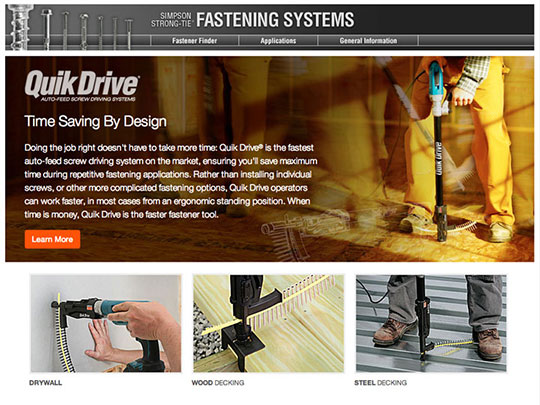 SIMPSON
STRONG-TIE® FASTENING SYSTEMS
Fastener Finder Applications General Information
Quik Drive®
AUTO-FEED SCREW DRIVING SYSTEMS
Time Saving By Design
Doing the job right doesn't have to take more time: Quik Drive® is the fastest
auto-feed screw driving system on the market, ensuring you'll save maximum
time during repetitive fastening applications. Rather than installing individual
screws, or other more complicated fastening options, Quik Drive operators
can work faster, in most cases from an ergonomic standing position. When
time is money, Quik Drive is the faster fastener tool.
Learn More
Quik Drive
DRYWALL
WOOD DECKING
STEEL DECKING